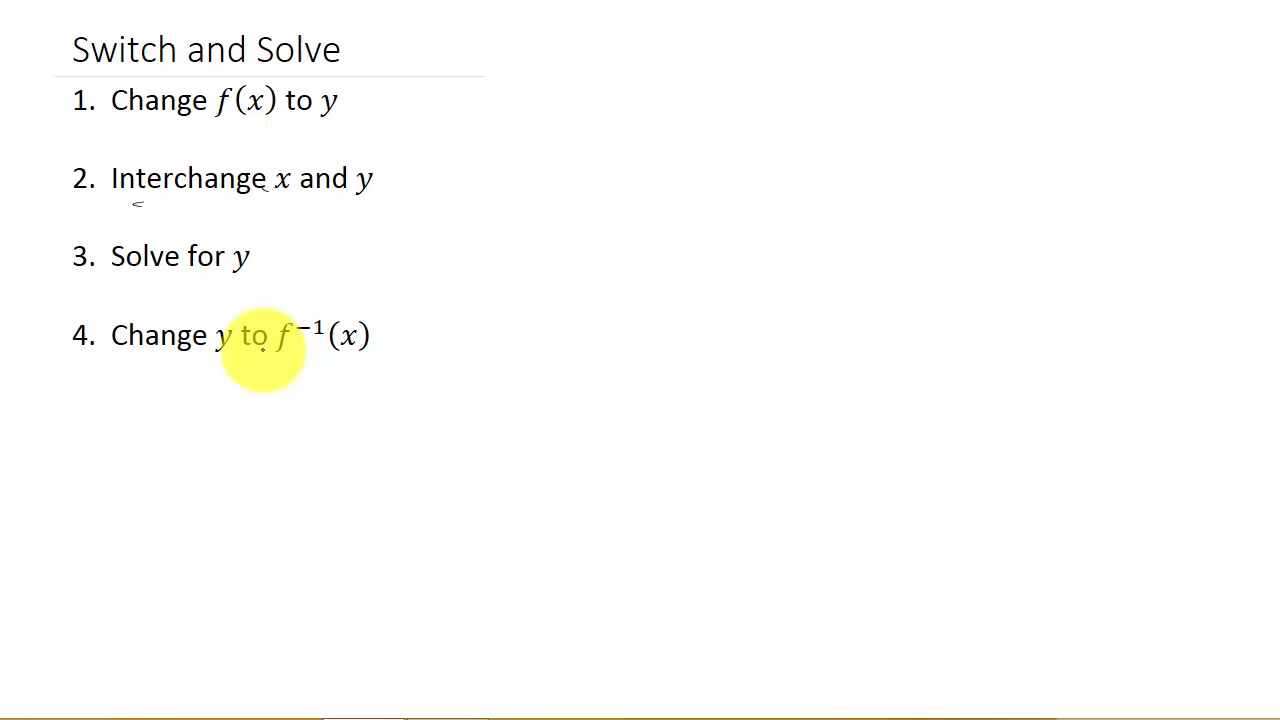 Switch and Solve
1. Change f(x) to y
2. Interchange x and y
3. Solve for y
4. Change y to f⁻¹(x)